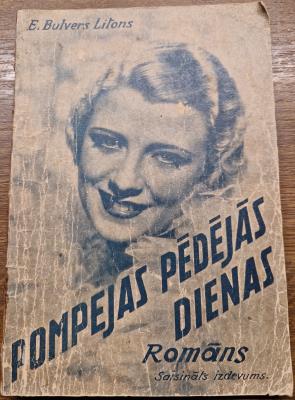 E. Bulvers Litons
POMPEJAS PĒDĒJĀS
DIENAS
Romāns
Saīsināts izdevums.